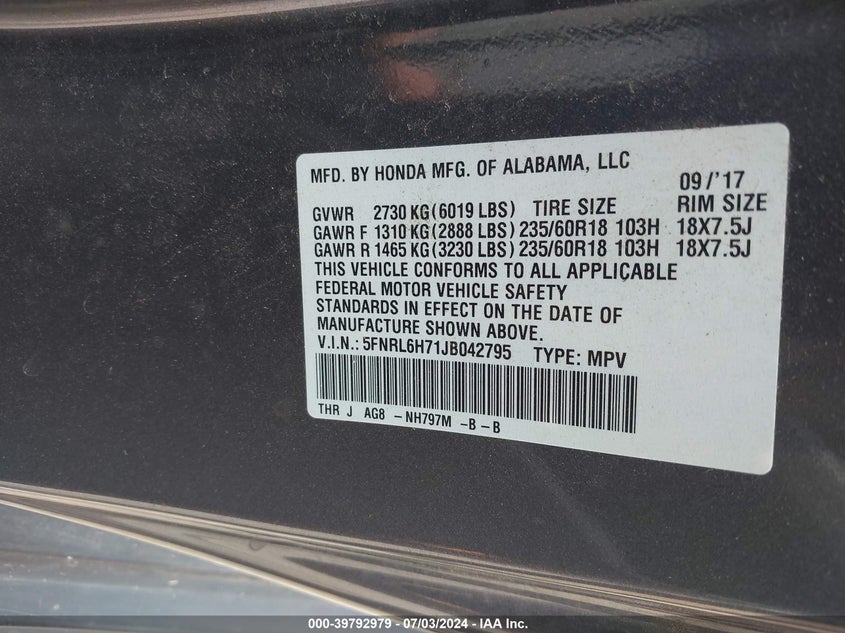 MFD. BY HONDA MFG. OF ALABAMA, LLC 09/'17
GVWR 2730 KG (6019 LBS) TIRE SIZE RIM SIZE
GAWR F 1310 KG (2888 LBS) 235/60R18 103H 18X7.5J
GAWR R 1465 KG (3230 LBS) 235/60R18 103H 18X7.5J
THIS VEHICLE CONFORMS TO ALL APPLICABLE
FEDERAL MOTOR VEHICLE SAFETY
STANDARDS IN EFFECT ON THE DATE OF
MANUFACTURE SHOWN ABOVE.
V.I.N.: 5FNRL6H71JB042795 TYPE: MPV
THR J AG8 - NH797M - B - B
000-39792979 / 07/03/2024 - IAA Inc.